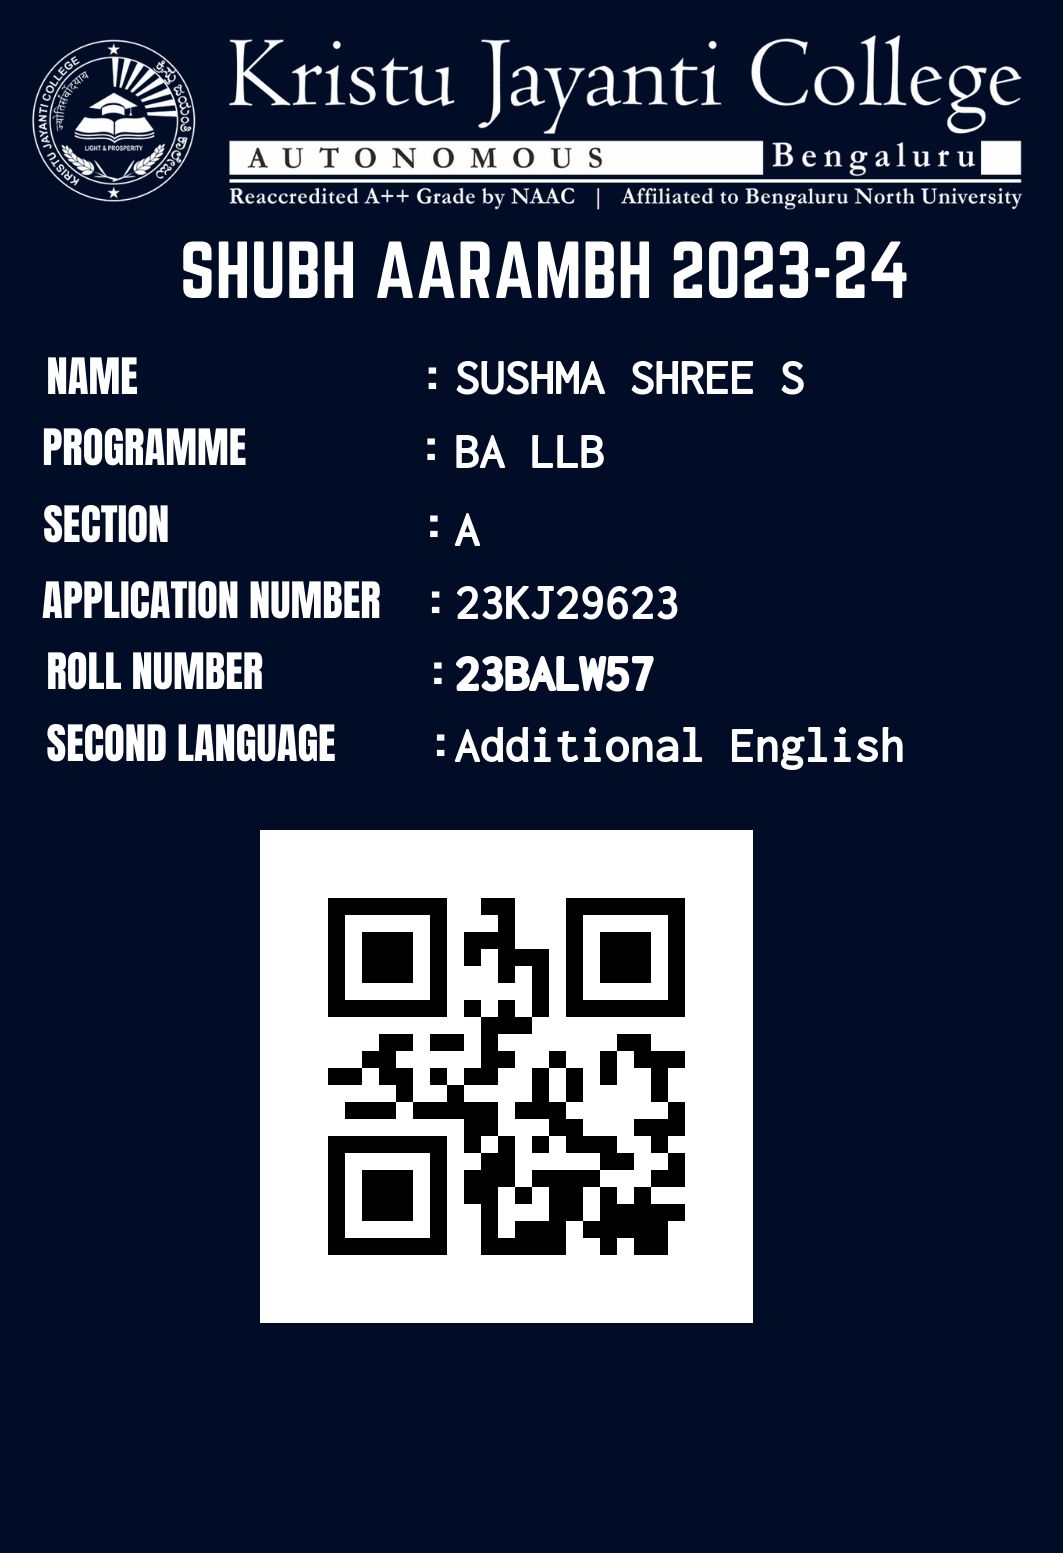 Kristu Jayanti College
AUTONOMOUS Bengaluru
Reaccredited A++ Grade by NAAC | Affiliated to Bengaluru North University
KRISTU JAYANTI COLLEGE
LIGHT & PROSPERITY
SHUBH AARAMBH 2023-24
NAME : SUSHMA SHREE S
PROGRAMME : BA LLB
SECTION : A
APPLICATION NUMBER : 23KJ29623
ROLL NUMBER : 23BALW57
SECOND LANGUAGE : Additional English